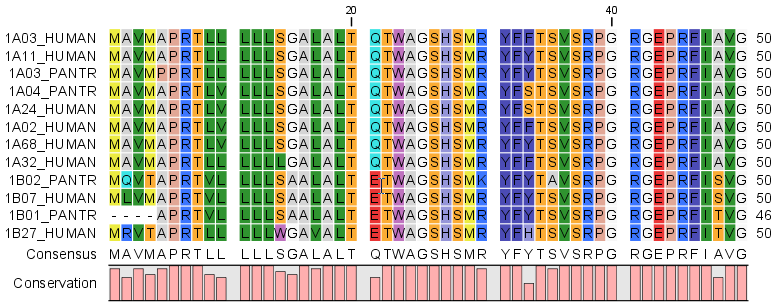 20 40
1A03_HUMAN MAVMAPRTLL LLLSGALALT QTWAGSHSMR YFFTSVSRPG RGEPRFIAVG 50
1A11_HUMAN MAVMAPRTLL LLLSGALALT QTWAGSHSMR YFYTSVSRPG RGEPRFIAVG 50
1A03_PANTR MAVMPPRTLL LLLSGALALT QTWAGSHSMR YFYTSVSRPG RGEPRFIAVG 50
1A04_PANTR MAVMAPRTLV LLLSGALALT QTWAGSHSMR YFSTSVSRPG RGEPRFIAVG 50
1A24_HUMAN MAVMAPRTLV LLLSGALALT QTWAGSHSMR YFSTSVSRPG RGEPRFIAVG 50
1A02_HUMAN MAVMAPRTLV LLLSGALALT QTWAGSHSMR YFFTSVSRPG RGEPRFIAVG 50
1A68_HUMAN MAVMAPRTLV LLLSGALALT QTWAGSHSMR YFYTSVSRPG RGEPRFIAVG 50
1A32_HUMAN MAVMAPRTLL LLLLGALALT QTWAGSHSMR YFFTSVSRPG RGEPRFIAVG 50
1B02_PANTR MQVTAPRTVL LLLSAALALT ETWAGSHSMK YFYTAVSRPG RGEPRFISVG 50
1B07_HUMAN MLVMAPRTVL LLLSAALALT ETWAGSHSMR YFYTSVSRPG RGEPRFISVG 50
1B01_PANTR ----APRTVL LLLSAALALT ETWAGSHSMR YFYTSVSRPG RGEPRFITVG 46
1B27_HUMAN MRVTAPRTLL LLLWGAVALT ETWAGSHSMR YFHTSVSRPG RGEPRFITVG 50
Consensus MAVMAPRTLL LLLSGALALT QTWAGSHSMR YFYTSVSRPG RGEPRFIAVG
Conservation